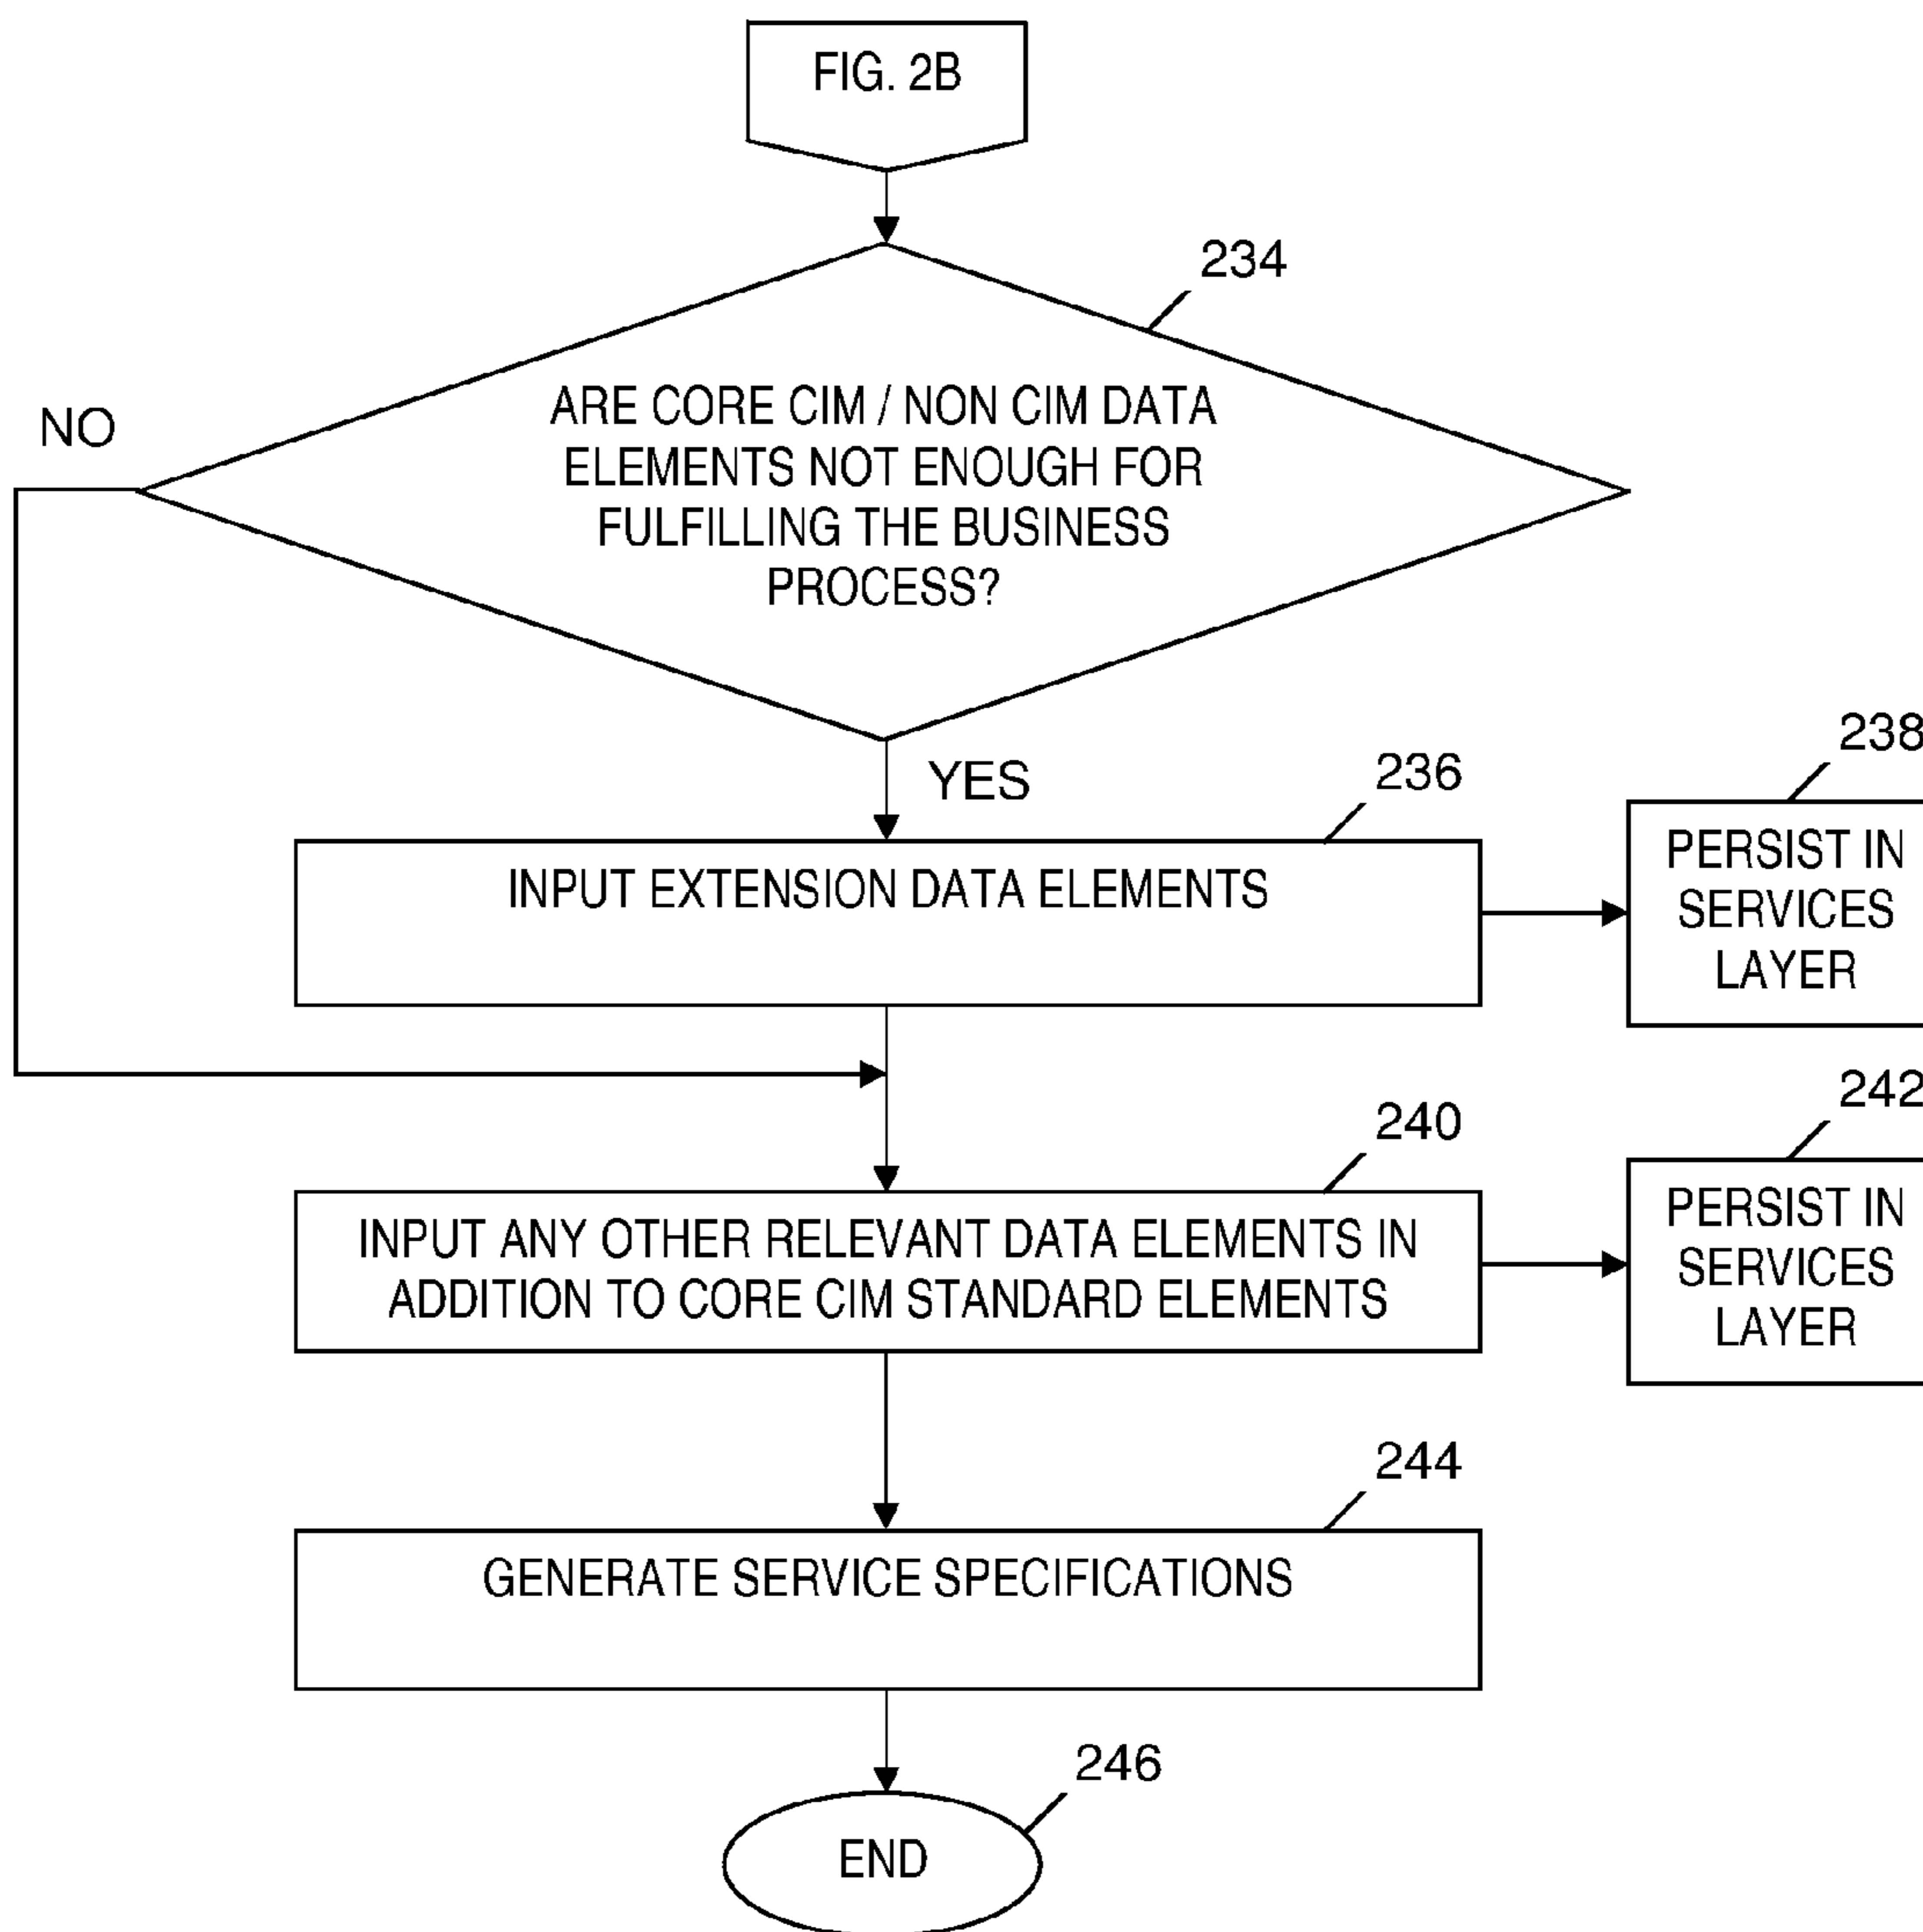 FIG. 2B
234
ARE CORE CIM / NON CIM DATA
ELEMENTS NOT ENOUGH FOR
FULFILLING THE BUSINESS
PROCESS?
NO
YES
236
INPUT EXTENSION DATA ELEMENTS
238
PERSIST IN
SERVICES
LAYER
240
INPUT ANY OTHER RELEVANT DATA ELEMENTS IN
ADDITION TO CORE CIM STANDARD ELEMENTS
242
PERSIST IN
SERVICES
LAYER
244
GENERATE SERVICE SPECIFICATIONS
246
END